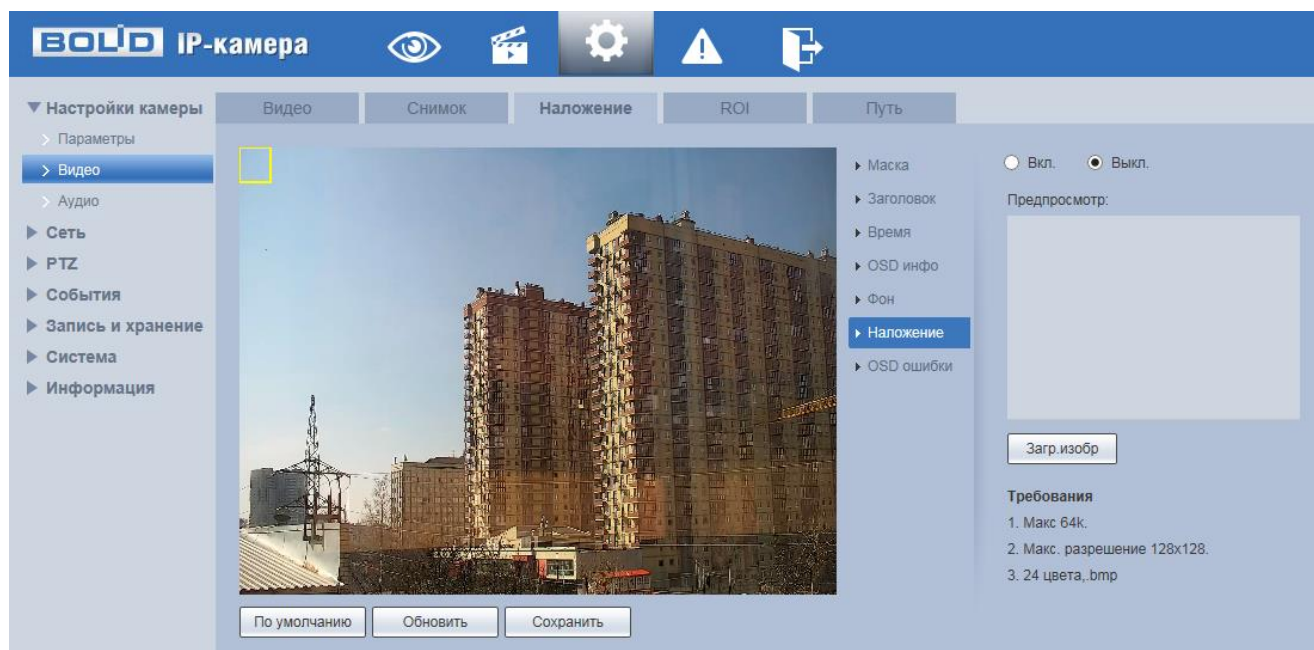 BOLID IP-камера
Настройки камеры
Параметры
Видео
Аудио
Сеть
PTZ
События
Запись и хранение
Система
Информация
Видео
Снимок
Наложение
ROI
Путь
Маска
Заголовок
Время
OSD инфо
Фон
Наложение
OSD ошибки
Вкл. Выкл.
Предпросмотр:
Загр.изобр
Требования
1. Макс 64k.
2. Макс. разрешение 128x128.
3. 24 цвета,.bmp
По умолчанию
Обновить
Сохранить